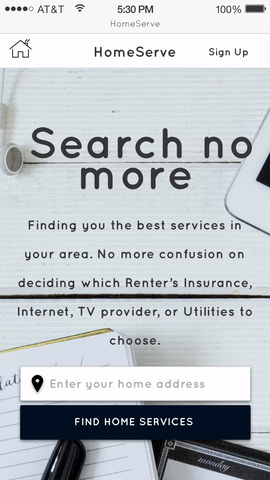 AT&T 5:30 PM 100%
HomeServe
HomeServe Sign Up
Search no
more
Finding you the best services in
your area. No more confusion on
deciding which Renter's Insurance,
Internet, TV provider, or Utilities to
choose.
Enter your home address
FIND HOME SERVICES
monday